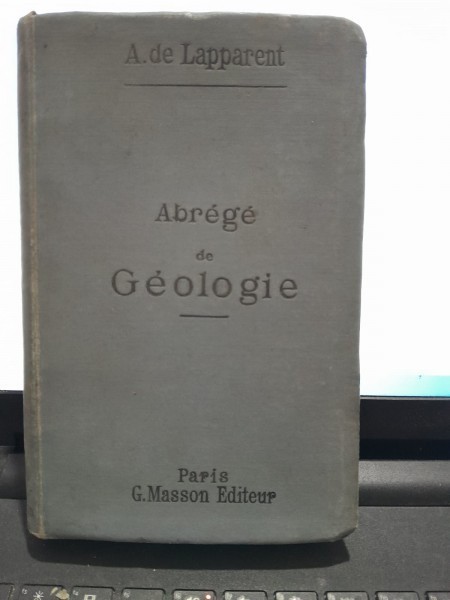 A. de Lapparent
Abrégé
de
Géologie
Paris
G. Masson Editeur